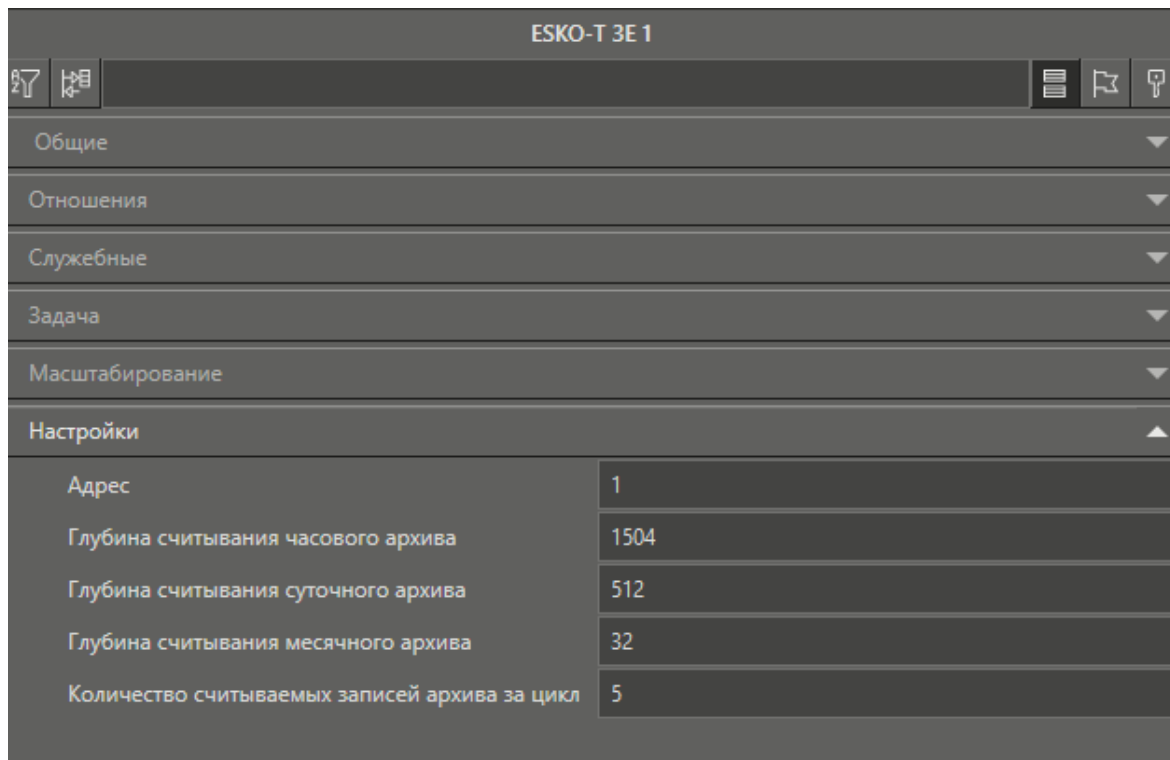 ESKO-T 3E 1
Общие
Отношения
Служебные
Задача
Масштабирование
Настройки
Адрес 1
Глубина считывания часового архива 1504
Глубина считывания суточного архива 512
Глубина считывания месячного архива 32
Количество считываемых записей архива за цикл 5